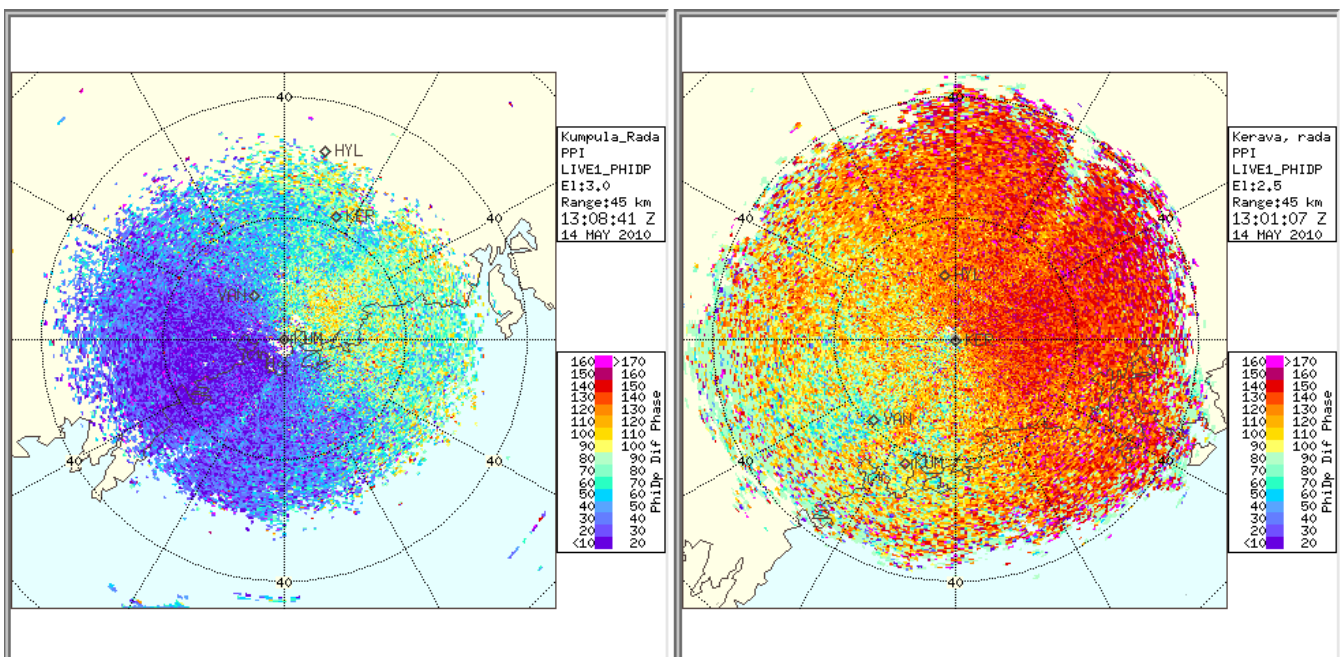 Kumpula_Rada
PPI
LIVE1_PHIDP
El:3.0
Range:45 km
13:08:41 Z
14 MAY 2010
40
HYL
KER
40
40
VAN
KUM
40
40
40
160 >170
150 160
140 150
130 140
120 130
110 120
100 110
90 100
80 90
70 80
60 70
50 60
40 50
30 40
20 30
<10 20
PhiDp Dif Phase
Kerava, rada
PPI
LIVE1_PHIDP
El:2.5
Range:45 km
13:01:07 Z
14 MAY 2010
40
40
40
HYL
KER
VAN
KUM
40
40
40
160 >170
150 160
140 150
130 140
120 130
110 120
100 110
90 100
80 90
70 80
60 70
50 60
40 50
30 40
20 30
<10 20
PhiDp Dif Phase